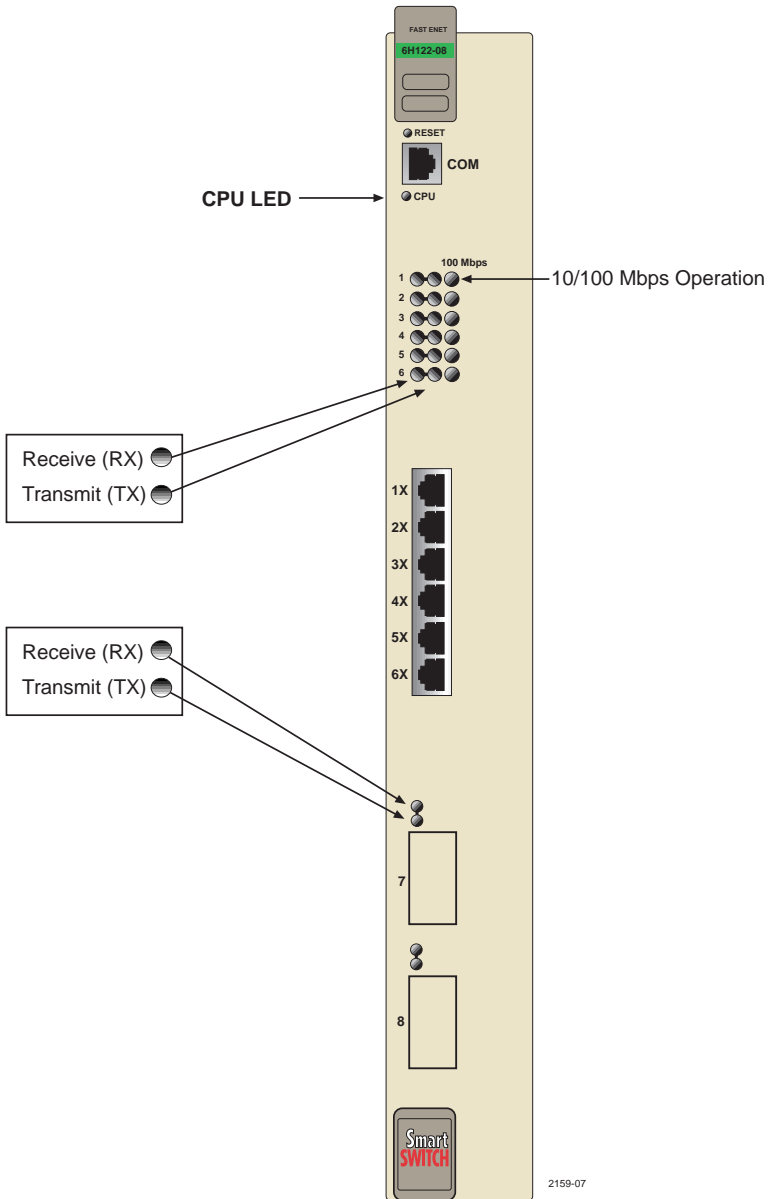 FAST ENET
6H122-08
RESET
COM
CPU LED
CPU
100 Mbps
1
10/100 Mbps Operation
2
3
4
5
6
Receive (RX)
Transmit (TX)
1X
2X
3X
4X
5X
6X
Receive (RX)
Transmit (TX)
7
8
Smart
SWITCH
2159-07